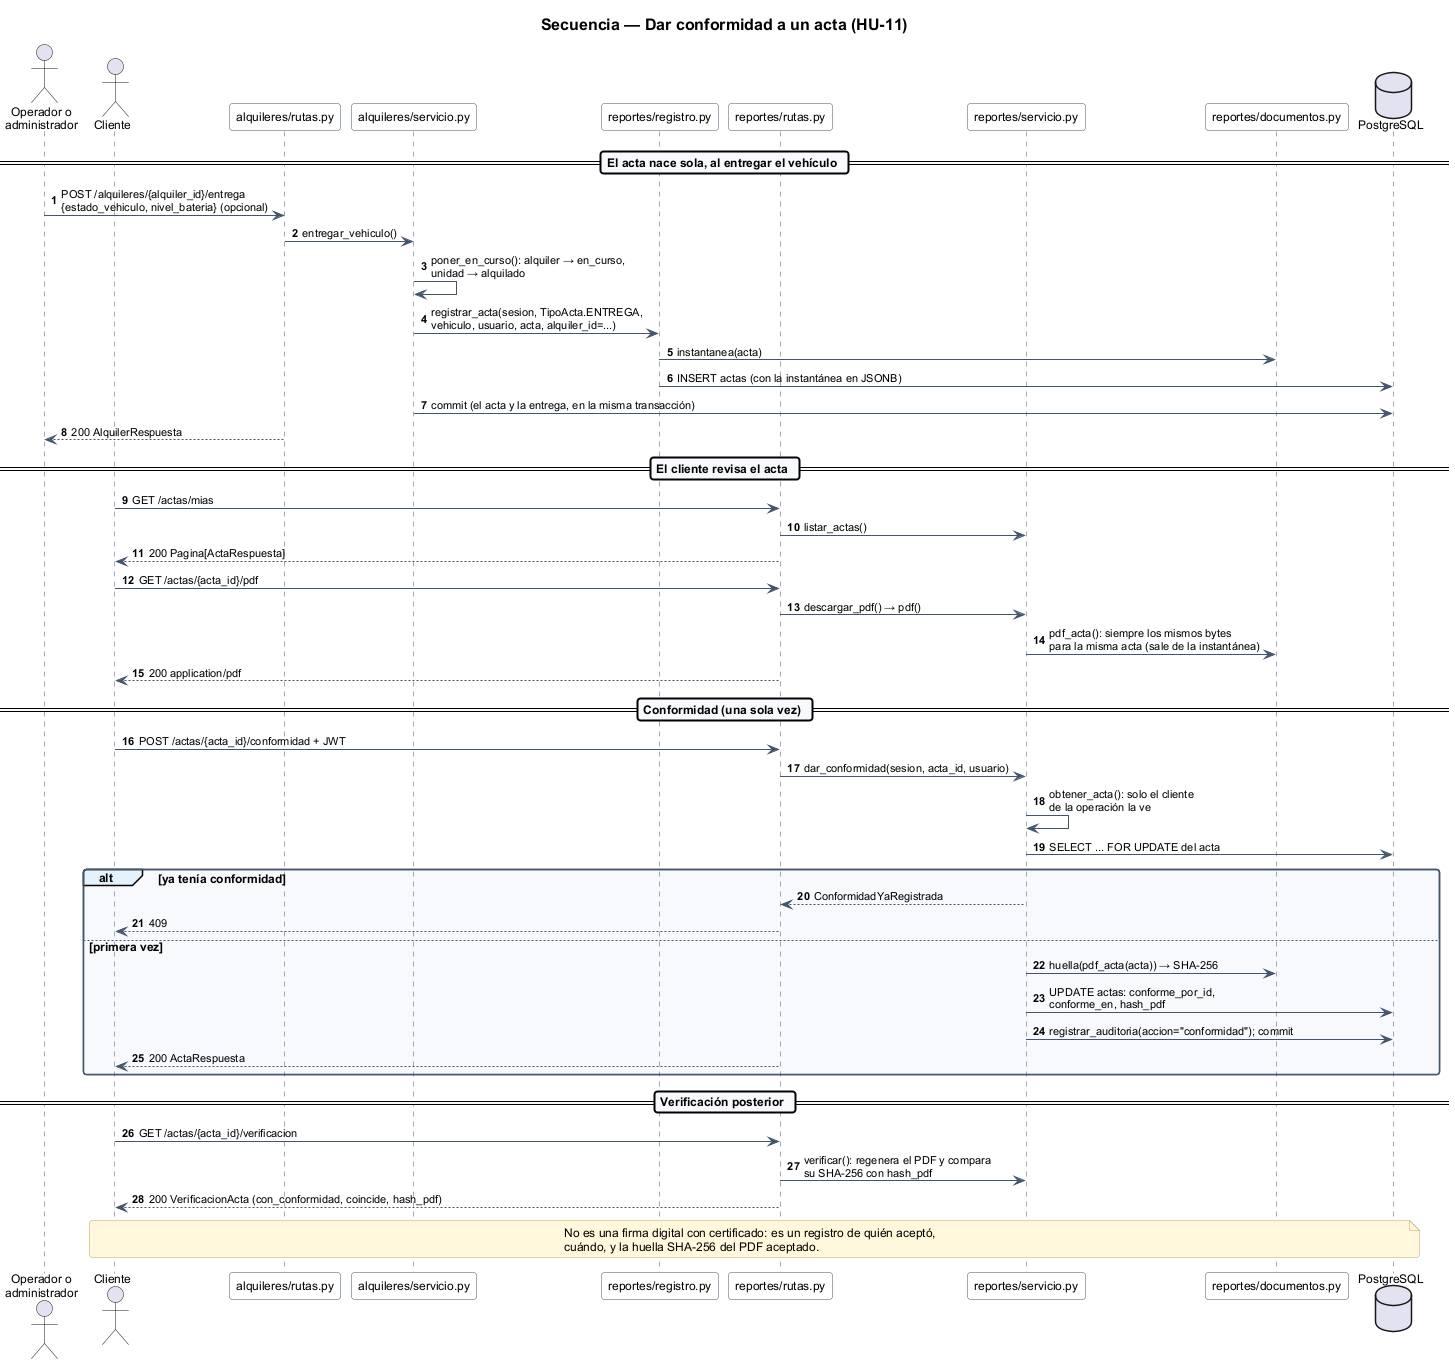 Secuencia — Dar conformidad a un acta (HU-11)
Operador o
administrador
Cliente
alquileres/rutas.py
alquileres/servicio.py
reportes/registro.py
reportes/rutas.py
reportes/servicio.py
reportes/documentos.py
PostgreSQL
El acta nace sola, al entregar el vehículo
1 POST /alquileres/{alquiler_id}/entrega
{estado_vehiculo, nivel_bateria} (opcional)
2 entregar_vehiculo()
3 poner_en_curso(): alquiler → en_curso,
unidad → alquilado
4 registrar_acta(sesion, TipoActa.ENTREGA,
vehiculo, usuario, acta, alquiler_id=...)
5 instantanea(acta)
6 INSERT actas (con la instantánea en JSONB)
7 commit (el acta y la entrega, en la misma transacción)
8 200 AlquilerRespuesta
El cliente revisa el acta
9 GET /actas/mias
10 listar_actas()
11 200 Pagina[ActaRespuesta]
12 GET /actas/{acta_id}/pdf
13 descargar_pdf() → pdf()
14 pdf_acta(): siempre los mismos bytes
para la misma acta (sale de la instantánea)
15 200 application/pdf
Conformidad (una sola vez)
16 POST /actas/{acta_id}/conformidad + JWT
17 dar_conformidad(sesion, acta_id, usuario)
18 obtener_acta(): solo el cliente
de la operación la ve
19 SELECT ... FOR UPDATE del acta
alt [ya tenía conformidad]
20 ConformidadYaRegistrada
21 409
[primera vez]
22 huella(pdf_acta(acta)) → SHA-256
23 UPDATE actas: conforme_por_id,
conforme_en, hash_pdf
24 registrar_auditoria(accion="conformidad"); commit
25 200 ActaRespuesta
Verificación posterior
26 GET /actas/{acta_id}/verificacion
27 verificar(): regenera el PDF y compara
su SHA-256 con hash_pdf
28 200 VerificacionActa (con_conformidad, coincide, hash_pdf)
No es una firma digital con certificado: es un registro de quién aceptó,
cuándo, y la huella SHA-256 del PDF aceptado.
Operador o
administrador
Cliente
alquileres/rutas.py
alquileres/servicio.py
reportes/registro.py
reportes/rutas.py
reportes/servicio.py
reportes/documentos.py
PostgreSQL